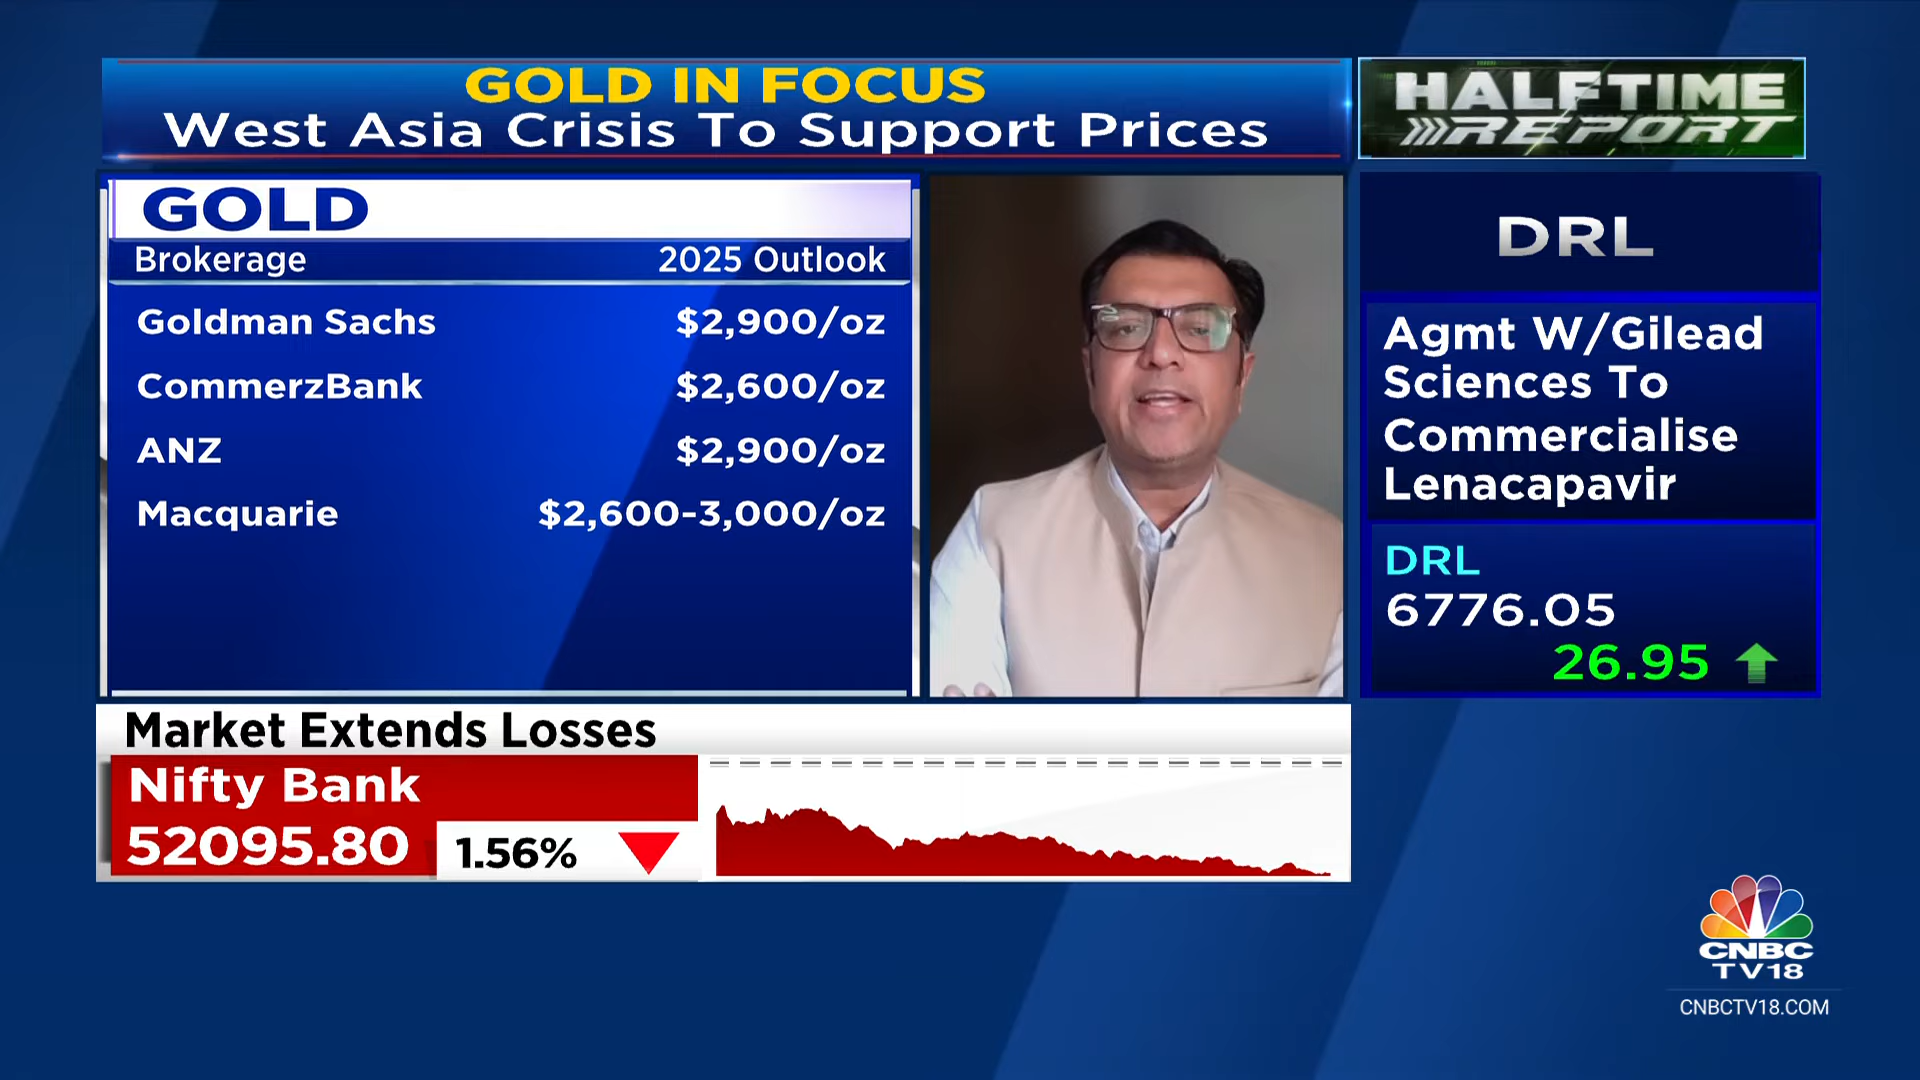 GOLD IN FOCUS
West Asia Crisis To Support Prices
HALFTIME
REPORT
GOLD
Brokerage 2025 Outlook
Goldman Sachs $2,900/oz
CommerzBank $2,600/oz
ANZ $2,900/oz
Macquarie $2,600-3,000/oz
DRL
Agmt W/Gilead
Sciences To
Commercialise
Lenacapavir
DRL
6776.05
26.95
Market Extends Losses
Nifty Bank
52095.80
1.56%
CNBC
TV18
CNBCTV18.COM